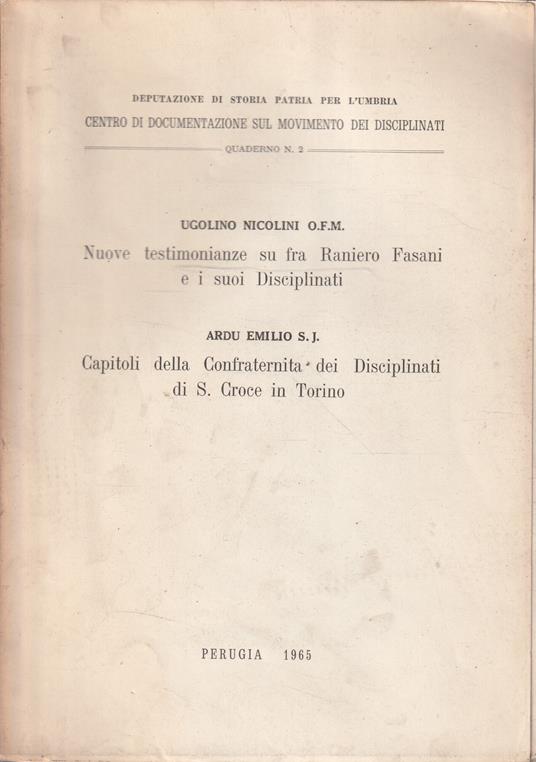 DEPUTAZIONE DI STORIA PATRIA PER L'UMBRIA
CENTRO DI DOCUMENTAZIONE SUL MOVIMENTO DEI DISCIPLINATI
QUADERNO N. 2
UGOLINO NICOLINI O.F.M.
Nuove testimonianze su fra Raniero Fasani
e i suoi Disciplinati
ARDU EMILIO S. J.
Capitoli della Confraternita dei Disciplinati
di S. Croce in Torino
PERUGIA 1965